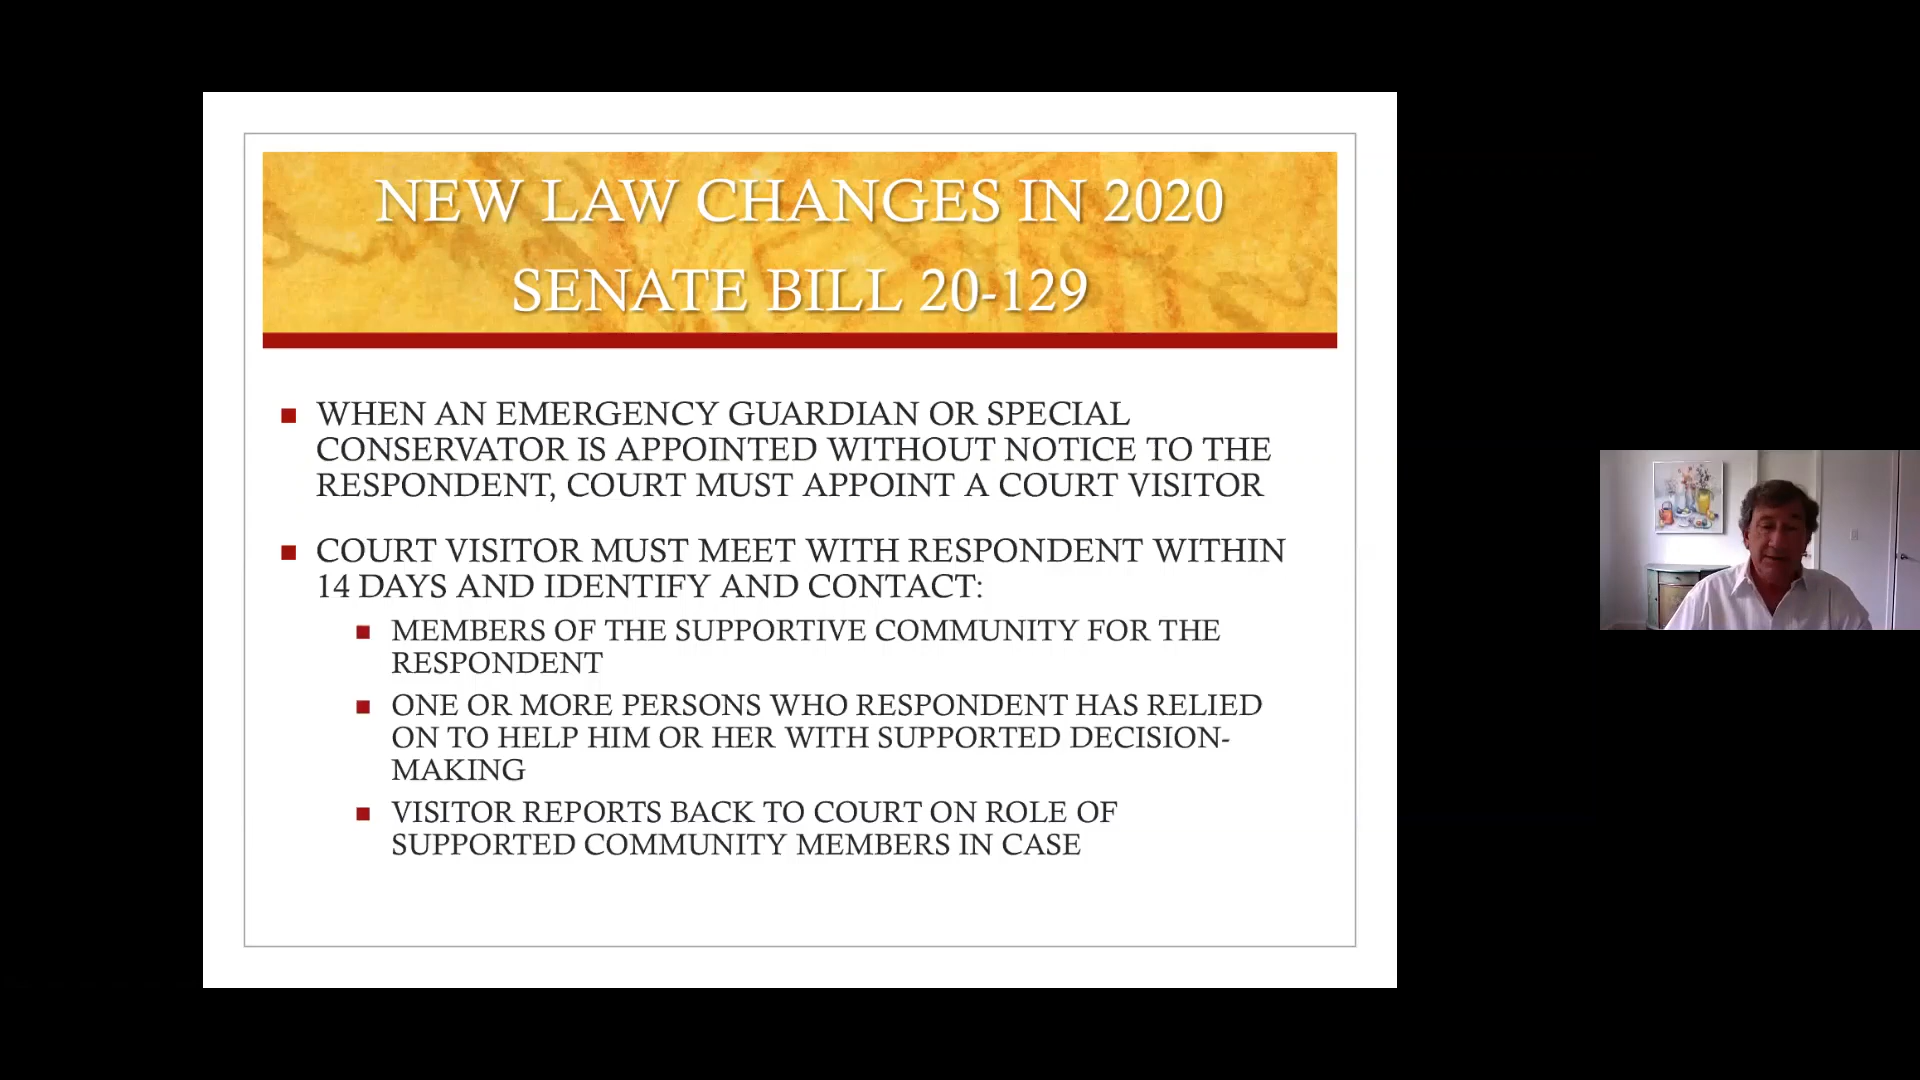 NEW LAW CHANGES IN 2020
SENATE BILL 20-129
WHEN AN EMERGENCY GUARDIAN OR SPECIAL
CONSERVATOR IS APPOINTED WITHOUT NOTICE TO THE
RESPONDENT, COURT MUST APPOINT A COURT VISITOR
COURT VISITOR MUST MEET WITH RESPONDENT WITHIN
14 DAYS AND IDENTIFY AND CONTACT:
MEMBERS OF THE SUPPORTIVE COMMUNITY FOR THE
RESPONDENT
ONE OR MORE PERSONS WHO RESPONDENT HAS RELIED
ON TO HELP HIM OR HER WITH SUPPORTED DECISION-
MAKING
VISITOR REPORTS BACK TO COURT ON ROLE OF
SUPPORTED COMMUNITY MEMBERS IN CASE